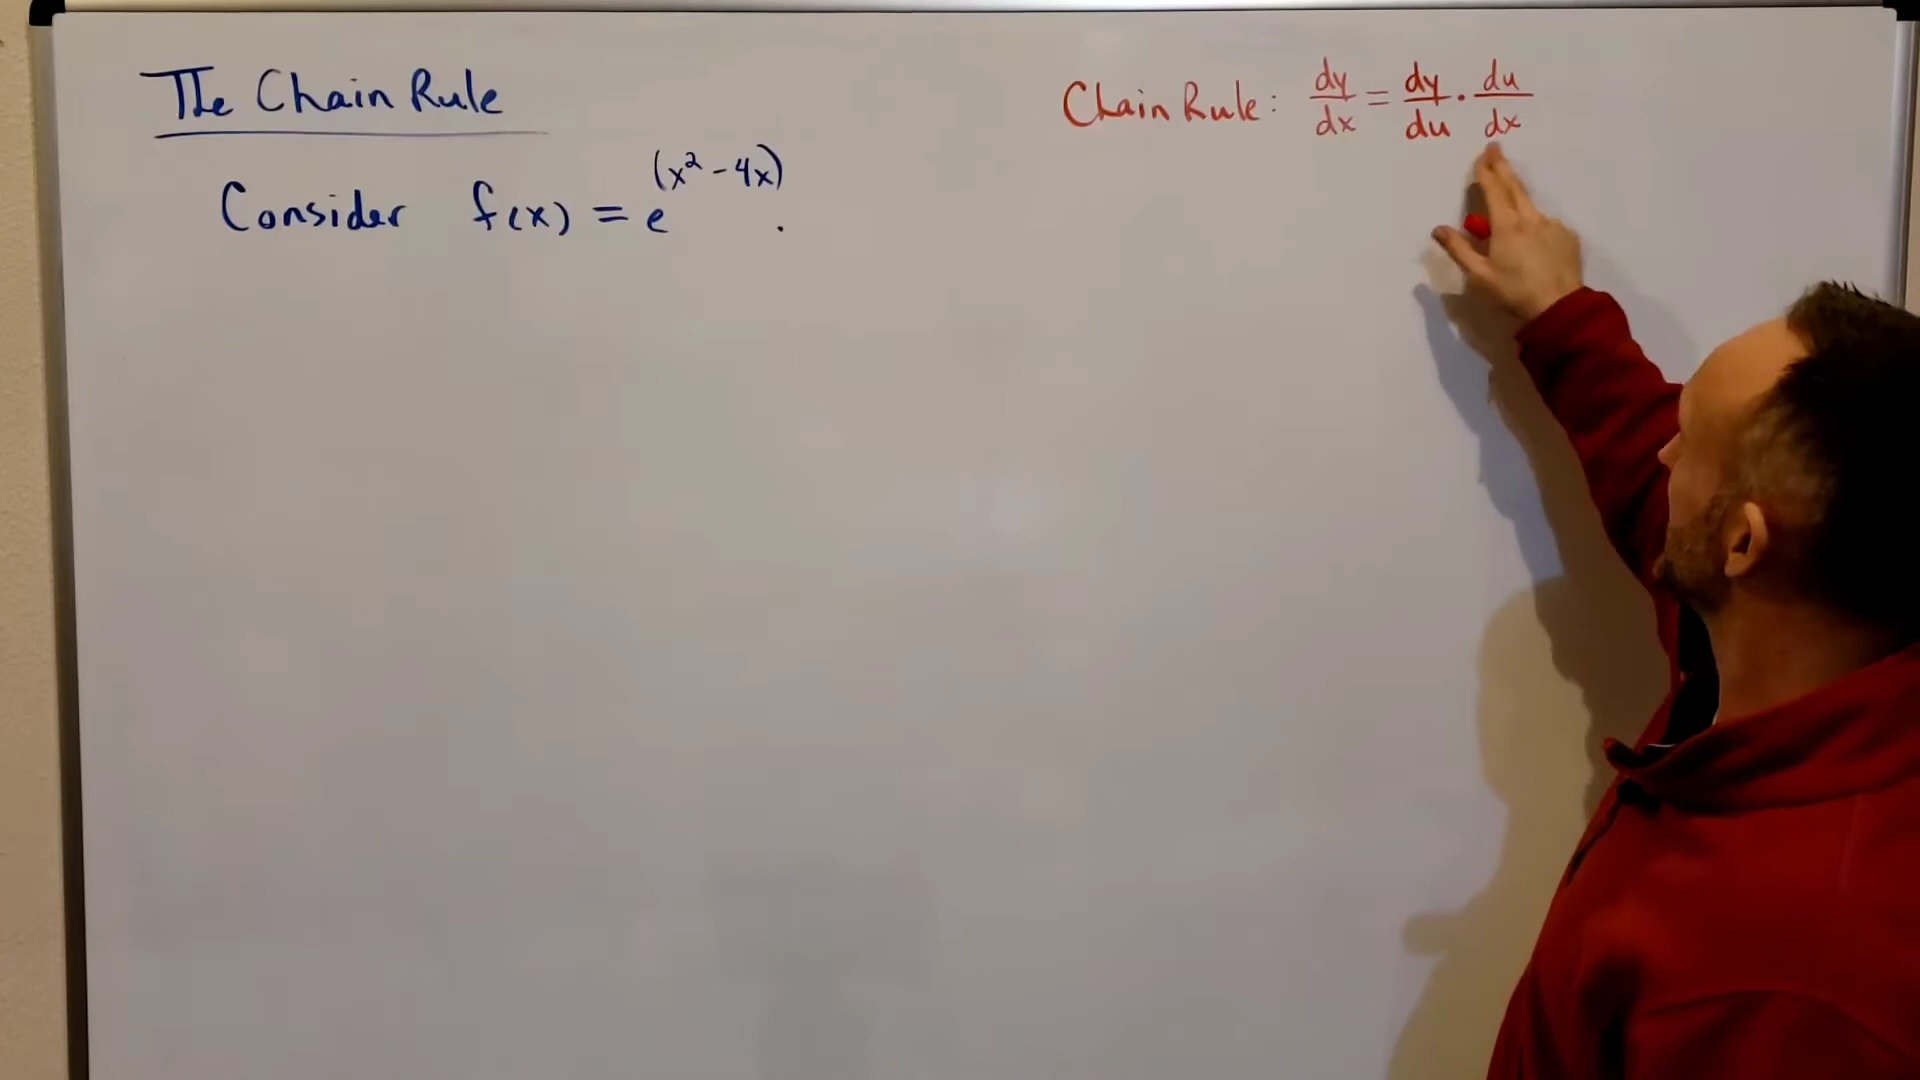 The Chain Rule
Chain Rule: dy/dx = dy/du · du/dx
Consider f(x) = e^(x² - 4x).